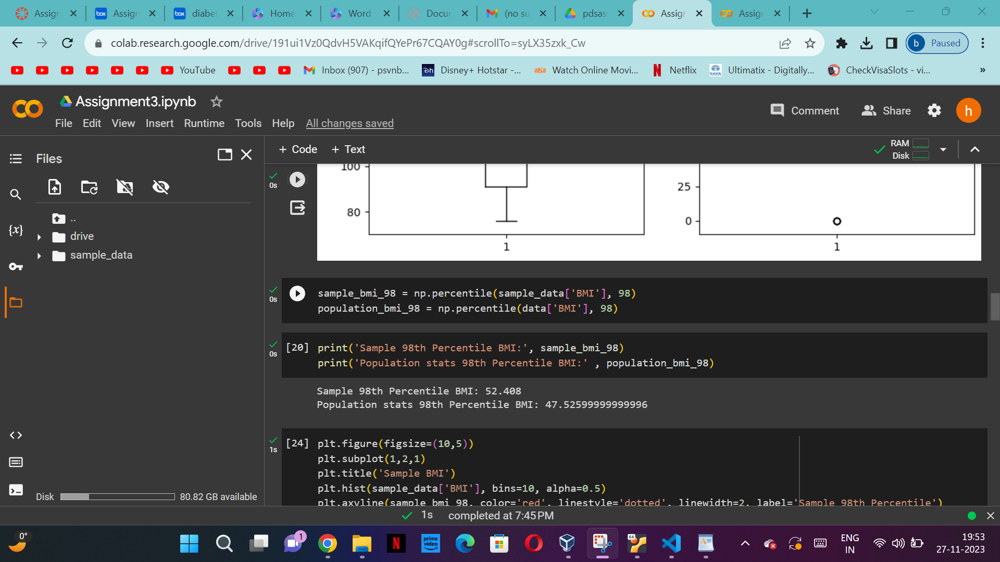 Assign
Assign
diabe
Home
Word
Docur
(no su
pdsas
Assign
Assign
colab.research.google.com/drive/191ui1Vz0QdvH5VAKqifQYePr67CQAY0g#scrollTo=syLX35zxk_Cw
b Paused
YouTube
Inbox (907) - psvnb...
Disney+ Hotstar -...
Watch Online Movi...
Netflix
Ultimatix - Digitally...
CheckVisaSlots - vi...
»
Assignment3.ipynb
Comment
Share
h
File Edit View Insert Runtime Tools Help All changes saved
Files
+ Code + Text
RAM
Disk
..
drive
sample_data
{x}
0s
100
80
1
25
0
1
0s
sample_bmi_98 = np.percentile(sample_data['BMI'], 98)
population_bmi_98 = np.percentile(data['BMI'], 98)
0s
[20] print('Sample 98th Percentile BMI:', sample_bmi_98)
print('Population stats 98th Percentile BMI:' , population_bmi_98)
Sample 98th Percentile BMI: 52.408
Population stats 98th Percentile BMI: 47.52599999999996
1s
[24] plt.figure(figsize=(10,5))
plt.subplot(1,2,1)
plt.title('Sample BMI')
plt.hist(sample_data['BMI'], bins=10, alpha=0.5)
plt.axvline(sample_bmi_98, color='red', linestyle='dotted', linewidth=2, label='Sample 98th Percentile')
Disk 80.82 GB available
1s completed at 7:45 PM
0°
1
prime video
64
ENG
IN
19:53
27-11-2023